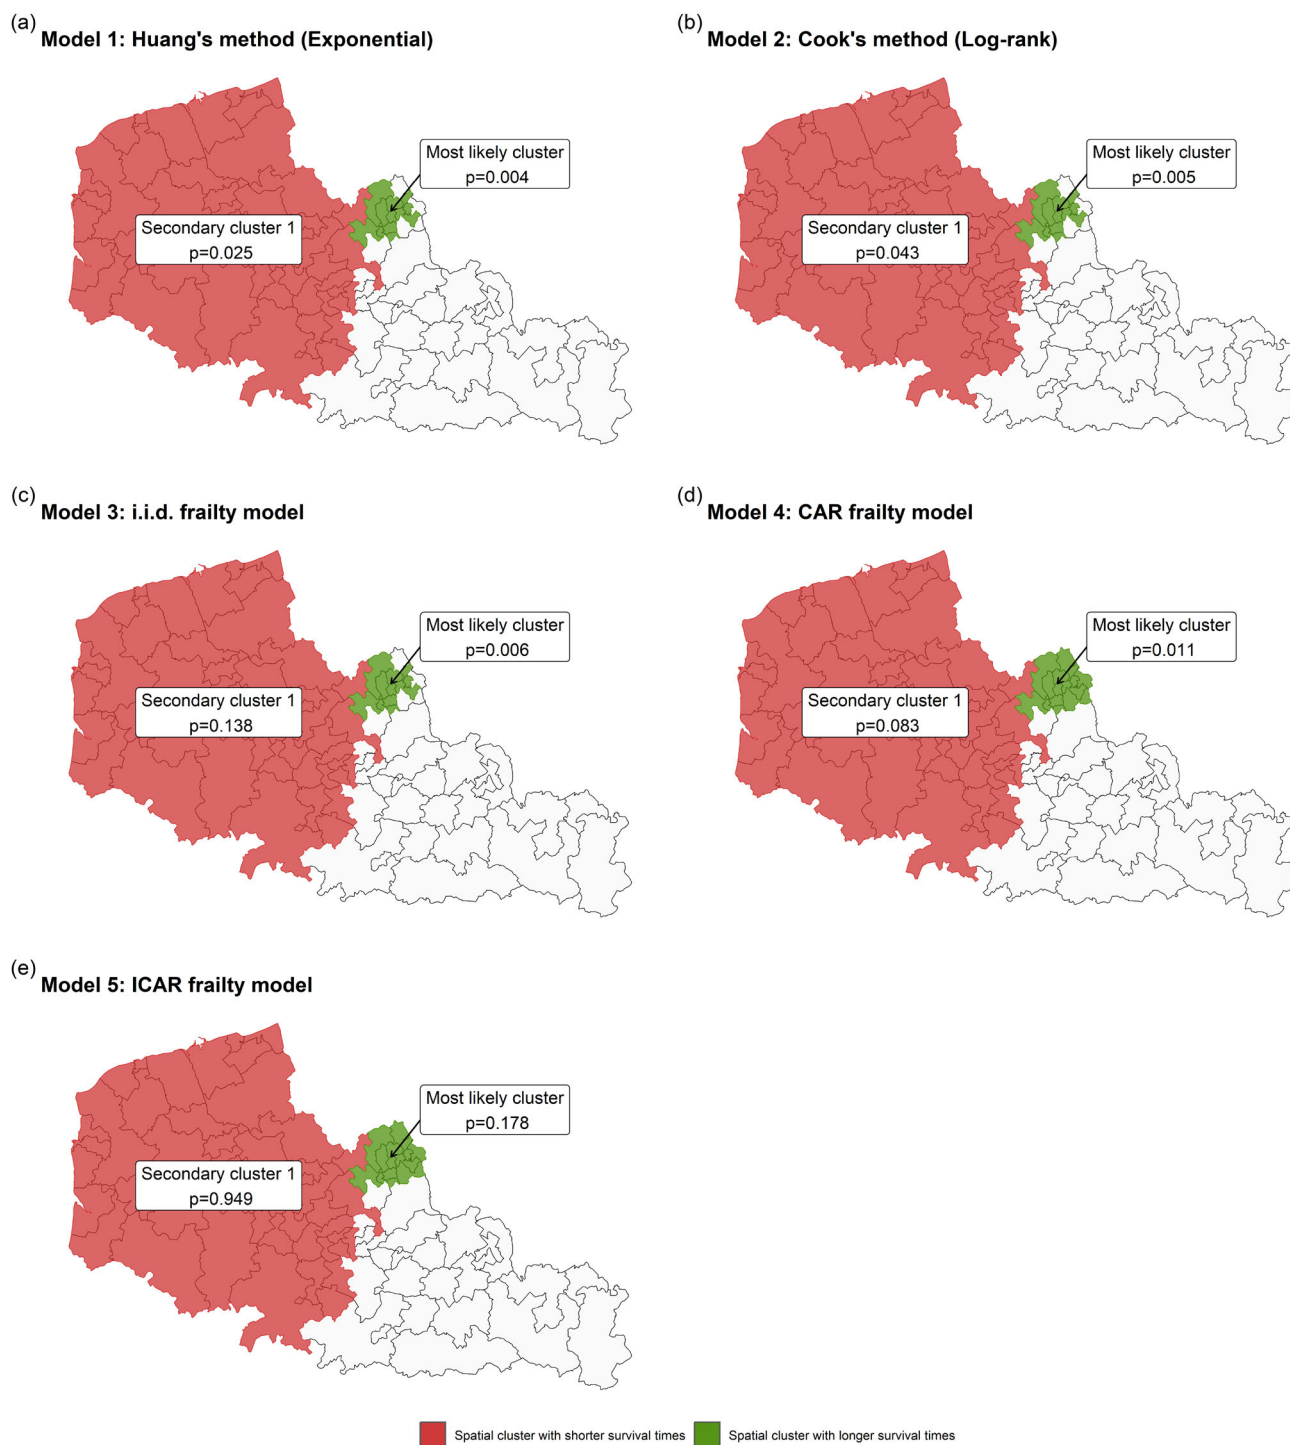 (a)
Model 1: Huang's method (Exponential)
Most likely cluster
p=0.004
Secondary cluster 1
p=0.025
(b)
Model 2: Cook's method (Log-rank)
Most likely cluster
p=0.005
Secondary cluster 1
p=0.043
(c)
Model 3: i.i.d. frailty model
Most likely cluster
p=0.006
Secondary cluster 1
p=0.138
(d)
Model 4: CAR frailty model
Most likely cluster
p=0.011
Secondary cluster 1
p=0.083
(e)
Model 5: ICAR frailty model
Most likely cluster
p=0.178
Secondary cluster 1
p=0.949
Spatial cluster with shorter survival times
Spatial cluster with longer survival times